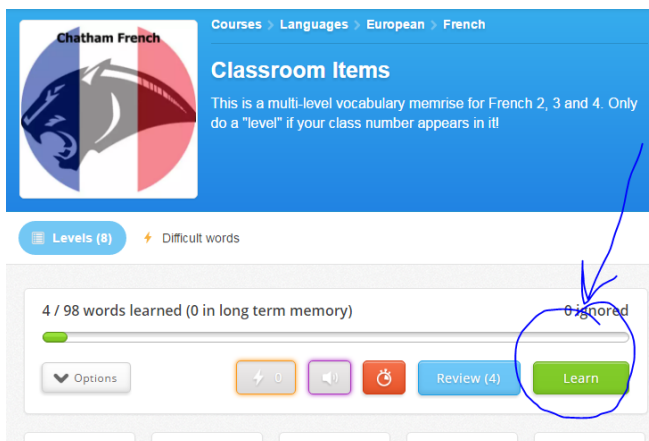 Chatham French
Courses > Languages > European > French
Classroom Items
This is a multi-level vocabulary memrise for French 2, 3 and 4. Only
do a "level" if your class number appears in it!
Levels (8)
Difficult words
4 / 98 words learned (0 in long term memory)
0 ignored
Options
0
Review (4)
Learn